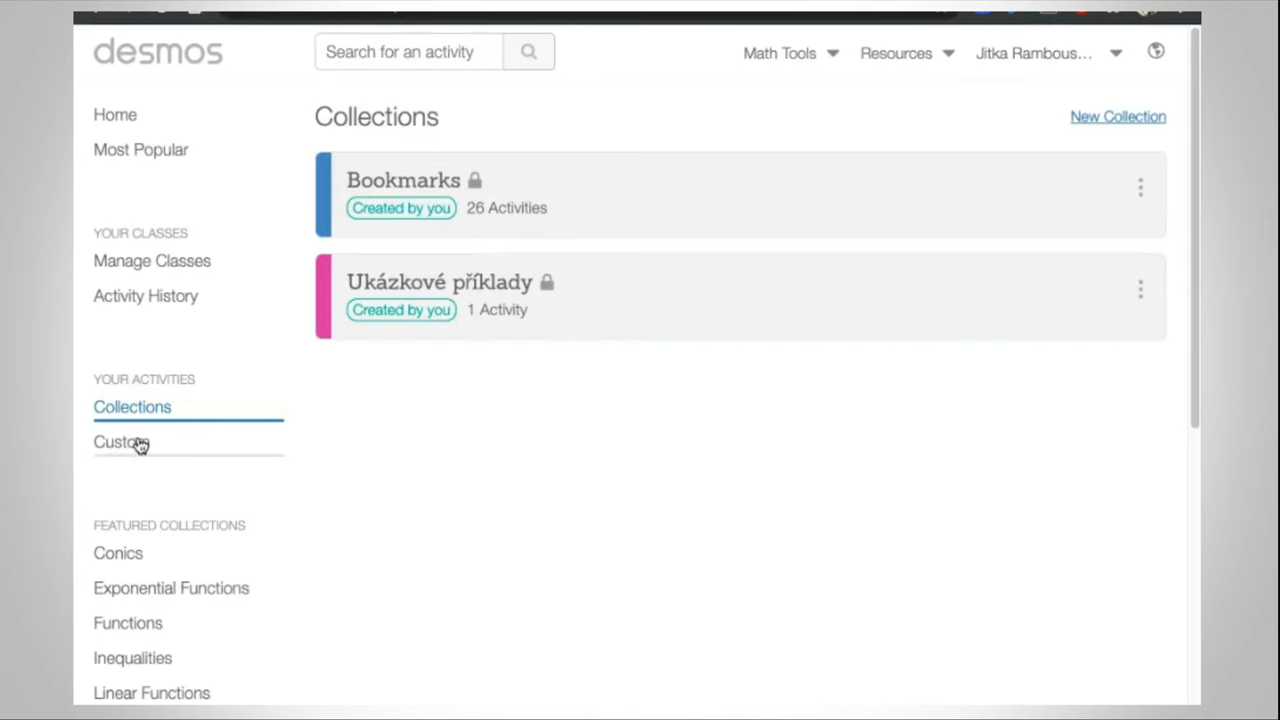 desmos
Search for an activity
Math Tools
Resources
Jitka Rambous...
Home
Most Popular
YOUR CLASSES
Manage Classes
Activity History
YOUR ACTIVITIES
Collections
Custom
FEATURED COLLECTIONS
Conics
Exponential Functions
Functions
Inequalities
Linear Functions
Collections
New Collection
Bookmarks
Created by you 26 Activities
Ukázkové příklady
Created by you 1 Activity